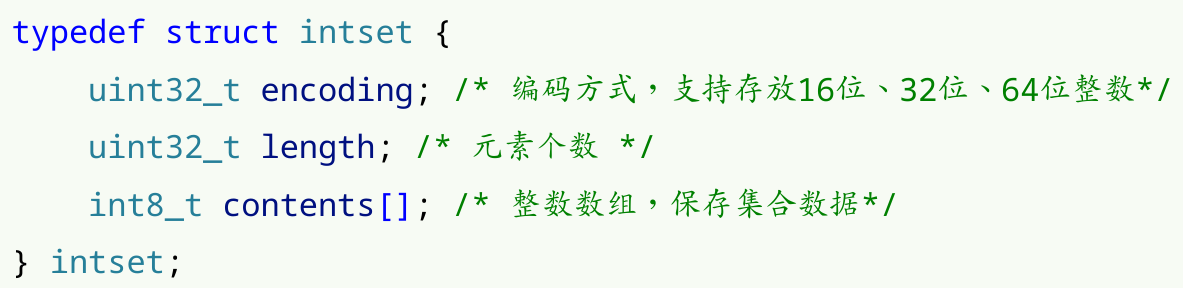 typedef struct intset {
    uint32_t encoding; /* 编码方式，支持存放16位、32位、64位整数*/
    uint32_t length; /* 元素个数 */
    int8_t contents[]; /* 整数数组，保存集合数据*/
} intset;